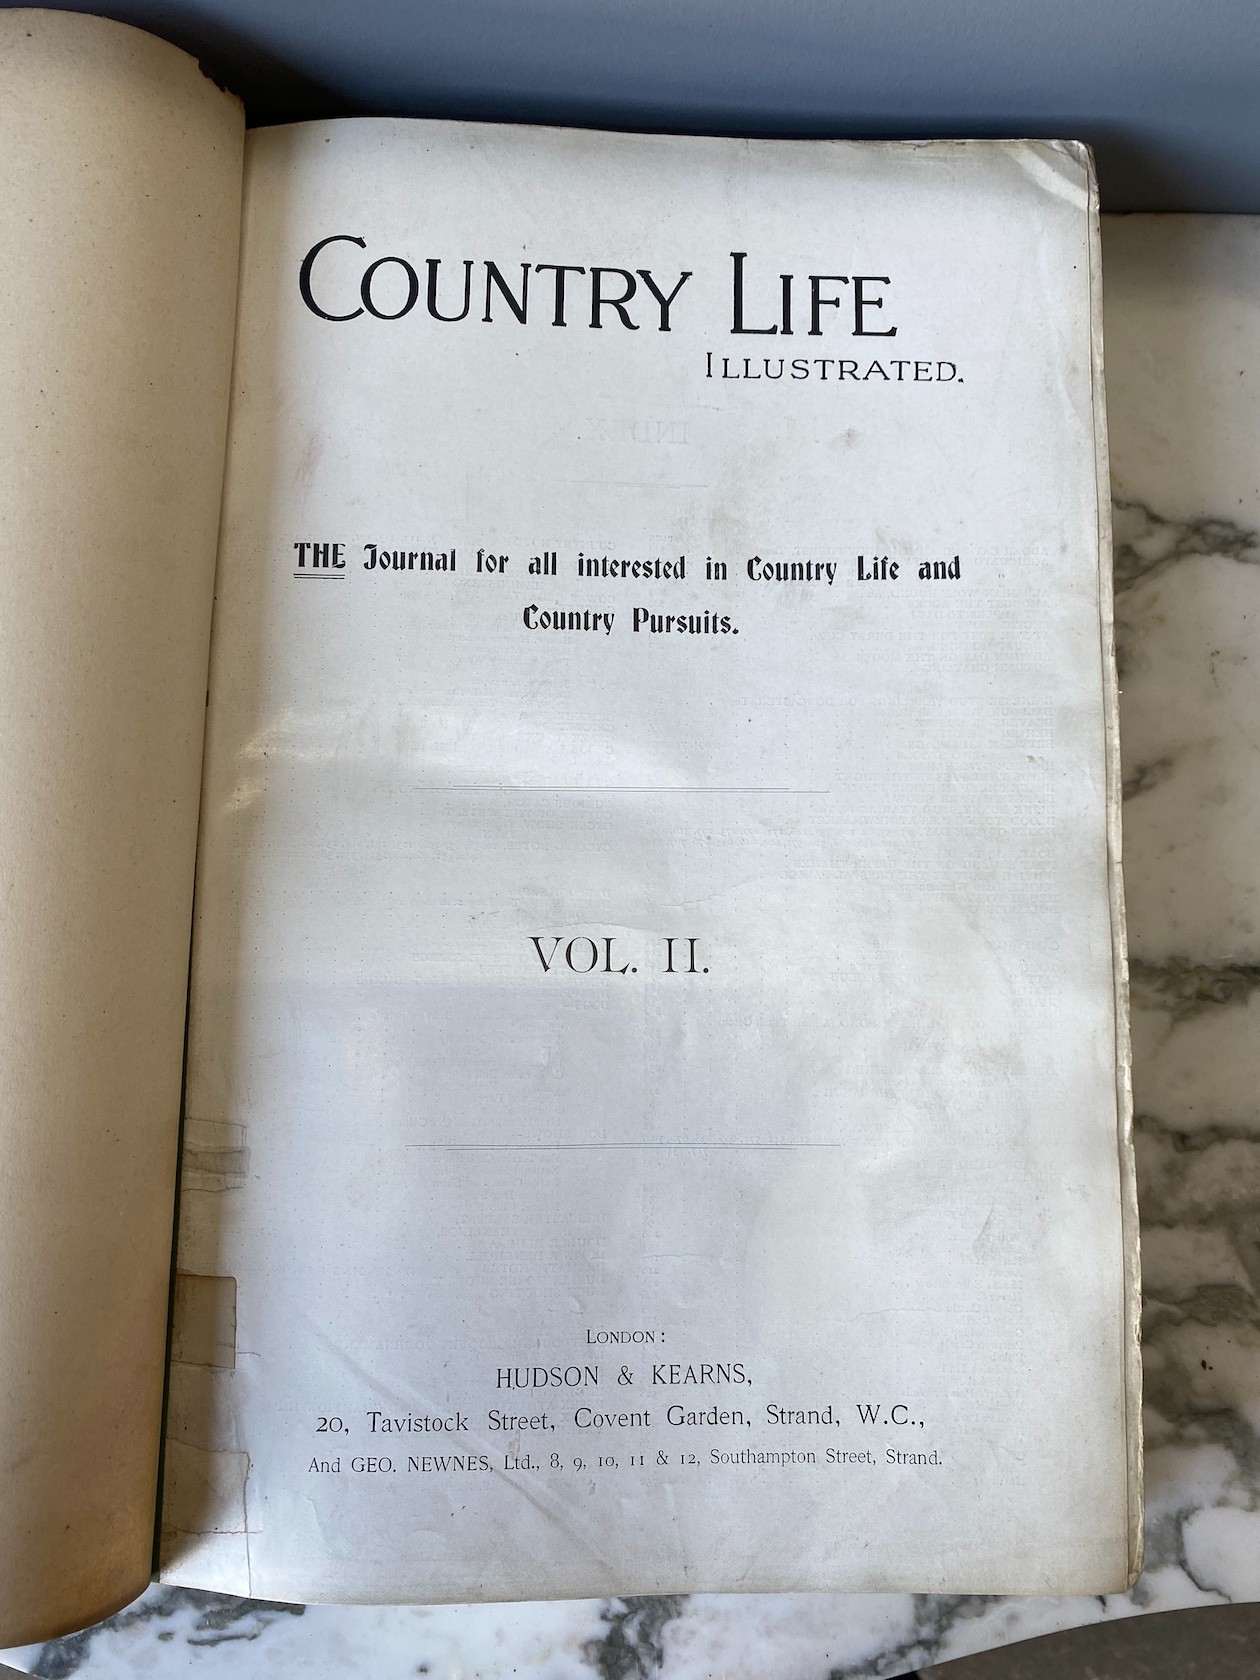 COUNTRY LIFE
ILLUSTRATED.
THE Journal for all interested in Country Life and
Country Pursuits.
VOL. II.
LONDON:
HUDSON & KEARNS,
20, Tavistock Street, Covent Garden, Strand, W.C.,
And GEO. NEWNES, Ltd., 8, 9, 10, 11 & 12, Southampton Street, Strand.